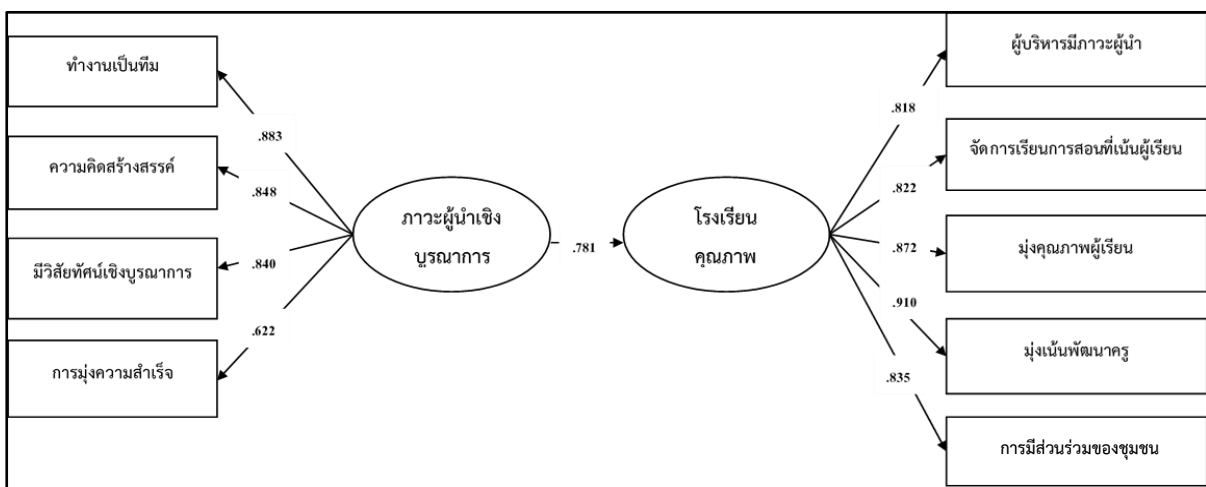 ทำงานเป็นทีม
ความคิดสร้างสรรค์
มีวิสัยทัศน์เชิงบูรณาการ
การมุ่งความสำเร็จ
.883
.848
.840
.622
ภาวะผู้นำเชิง
บูรณาการ
.781
โรงเรียน
คุณภาพ
.818
.822
.872
.910
.835
ผู้บริหารมีภาวะผู้นำ
จัดการเรียนการสอนที่เน้นผู้เรียน
มุ่งคุณภาพผู้เรียน
มุ่งเน้นพัฒนาครู
การมีส่วนร่วมของชุมชน